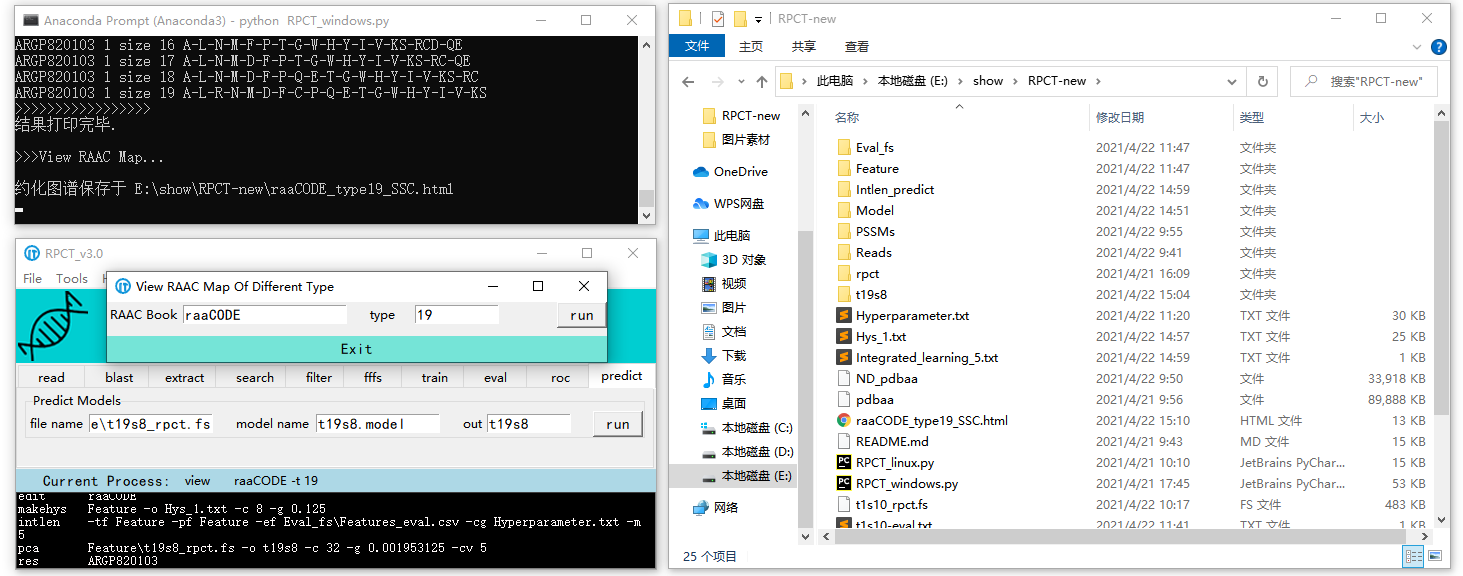 Anaconda Prompt (Anaconda3) - python RPCT_windows.py
ARGP820103 1 size 16 A-L-N-M-F-P-T-G-W-H-Y-I-V-KS-RCD-QE
ARGP820103 1 size 17 A-L-N-M-D-F-P-T-G-W-H-Y-I-V-KS-RC-QE
ARGP820103 1 size 18 A-L-N-M-D-F-P-Q-E-T-G-W-H-Y-I-V-KS-RC
ARGP820103 1 size 19 A-L-R-N-M-D-F-C-P-Q-E-T-G-W-H-Y-I-V-KS
>>>>>>>>>>>>>>>>>
结果打印完毕.
>>>View RAAC Map...
约化图谱保存于 E:\show\RPCT-new\raaCODE_type19_SSC.html
RPCT_v3.0
File Tools
View RAAC Map Of Different Type
RAAC Book raaCODE type 19 run
Exit
read blast extract search filter fffs train eval roc predict
Predict Models
file name e\t19s8_rpct.fs model name t19s8.model out t19s8 run
Current Process: view raaCODE -t 19
edit raaCODE
makehys Feature -o Hys_1.txt -c 8 -g 0.125
intlen -tf Feature -pf Feature -ef Eval_fs\Features_eval.csv -cg Hyperparameter.txt -m
5
pca Feature\t19s8_rpct.fs -o t19s8 -c 32 -g 0.001953125 -cv 5
res ARGP820103
RPCT-new
文件 主页 共享 查看
此电脑 本地磁盘 (E:) show RPCT-new
搜索"RPCT-new"
RPCT-new
图片素材
OneDrive
WPS网盘
此电脑
3D 对象
视频
图片
文档
下载
音乐
桌面
本地磁盘 (C:)
本地磁盘 (D:)
本地磁盘 (E:)
网络
名称 修改日期 类型 大小
Eval_fs 2021/4/22 11:47 文件夹
Feature 2021/4/22 11:47 文件夹
Intlen_predict 2021/4/22 14:59 文件夹
Model 2021/4/22 14:51 文件夹
PSSMs 2021/4/22 9:55 文件夹
Reads 2021/4/22 9:41 文件夹
rpct 2021/4/21 16:09 文件夹
t19s8 2021/4/22 15:04 文件夹
Hyperparameter.txt 2021/4/22 11:20 TXT 文件 30 KB
Hys_1.txt 2021/4/22 14:57 TXT 文件 25 KB
Integrated_learning_5.txt 2021/4/22 14:59 TXT 文件 1 KB
ND_pdbaa 2021/4/22 9:50 文件 33,918 KB
pdbaa 2021/4/21 9:56 文件 89,888 KB
raaCODE_type19_SSC.html 2021/4/22 15:10 HTML 文件 13 KB
README.md 2021/4/21 9:43 MD 文件 15 KB
RPCT_linux.py 2021/4/21 10:10 JetBrains PyChar... 15 KB
RPCT_windows.py 2021/4/21 17:45 JetBrains PyChar... 53 KB
t1s10_rpct.fs 2021/4/22 10:17 FS 文件 483 KB
t1s10-eval.txt 2021/4/22 11:41 TXT 文件 1 KB
25 个项目